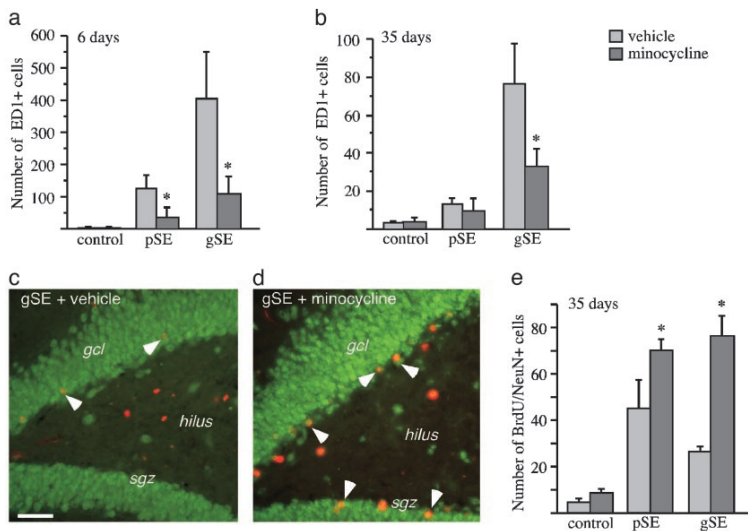 a
6 days
600
500
400
300
200
100
Number of ED1+ cells
control pSE gSE
b
35 days
100
80
60
40
20
Number of ED1+ cells
*
*
*
control pSE gSE
vehicle
minocycline
c
gSE + vehicle
gcl
hilus
sgz
d
gSE + minocycline
gcl
hilus
sgz
e
35 days
80
60
40
20
Number of BrdU/NeuN+ cells
*
*
control pSE gSE